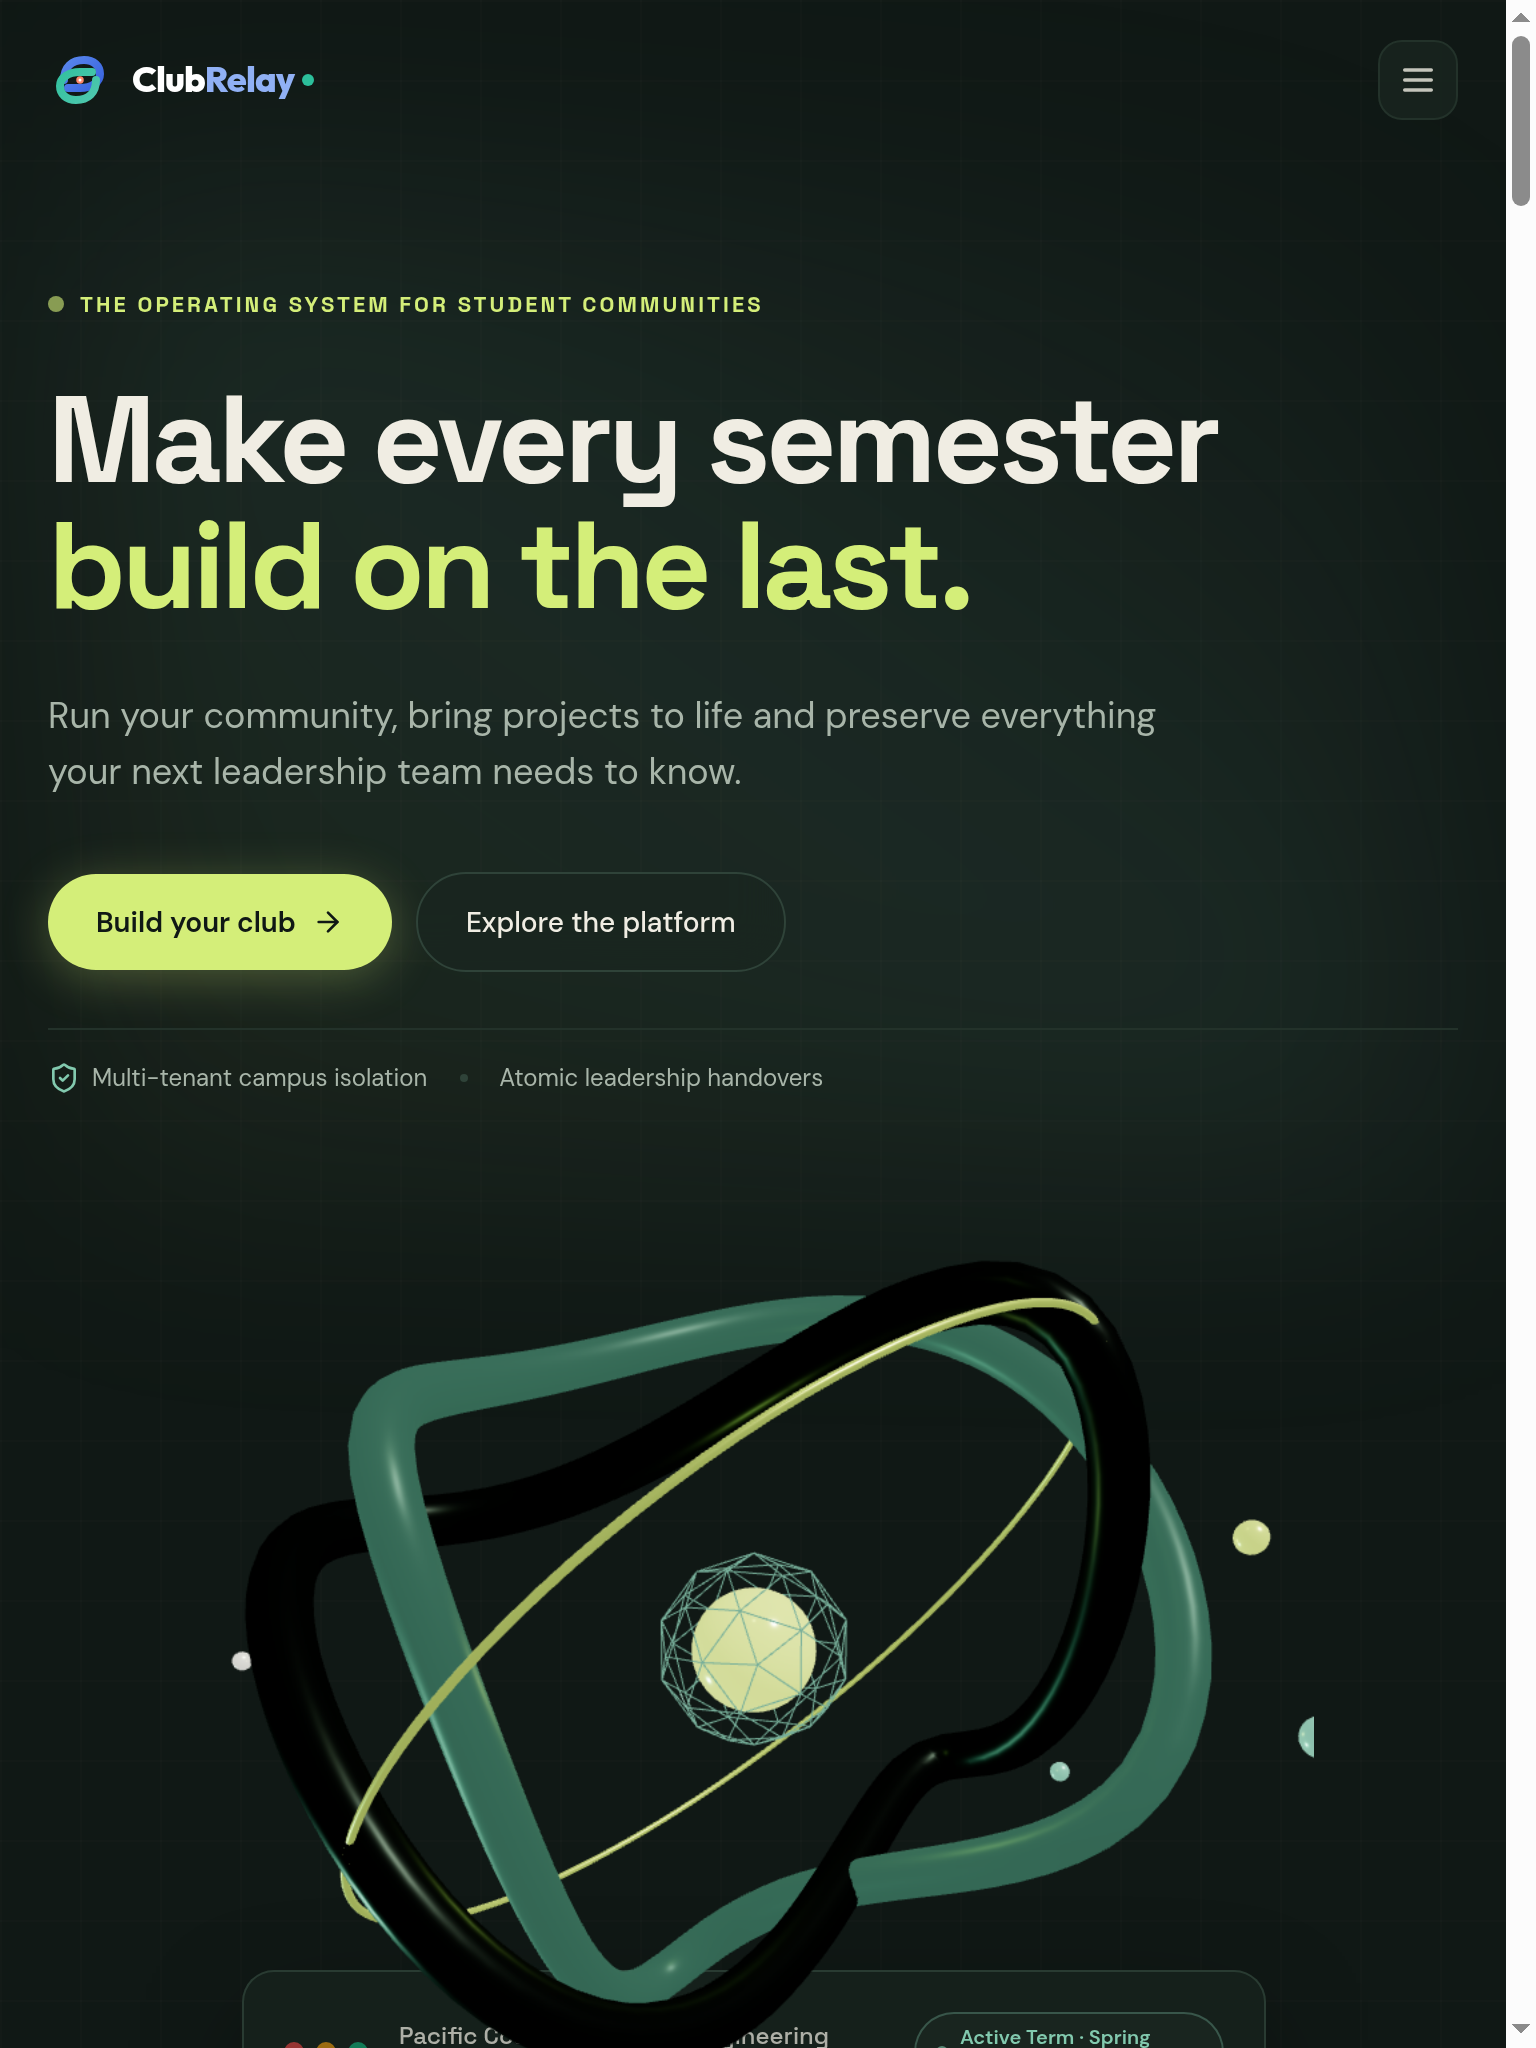 ClubRelay
THE OPERATING SYSTEM FOR STUDENT COMMUNITIES
Make every semester
build on the last.
Run your community, bring projects to life and preserve everything
your next leadership team needs to know.
Build your club
Explore the platform
Multi-tenant campus isolation
Atomic leadership handovers
Pacific
Active Term · Spring